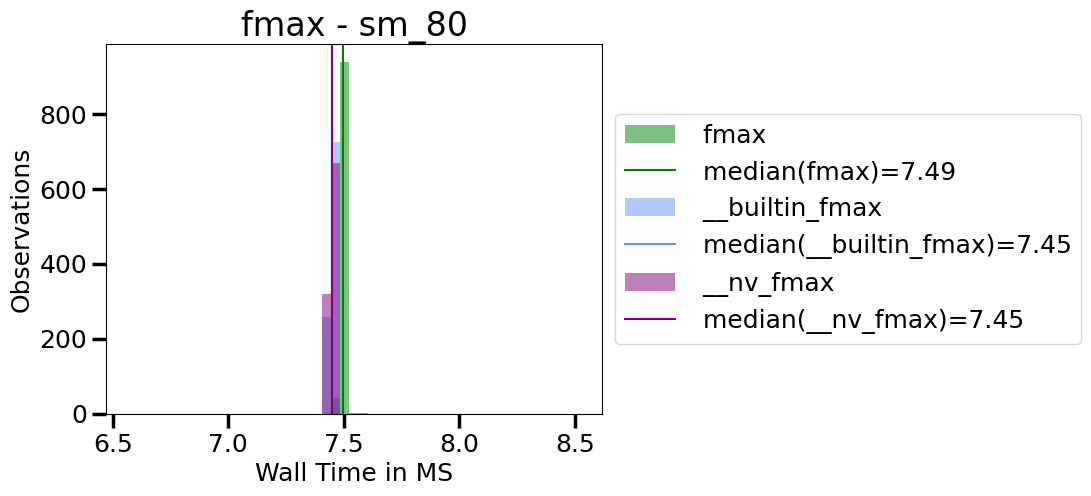 fmax - sm_80
Observations
800
600
400
200
0
6.5 7.0 7.5 8.0 8.5
Wall Time in MS
fmax
median(fmax)=7.49
__builtin_fmax
median(__builtin_fmax)=7.45
__nv_fmax
median(__nv_fmax)=7.45